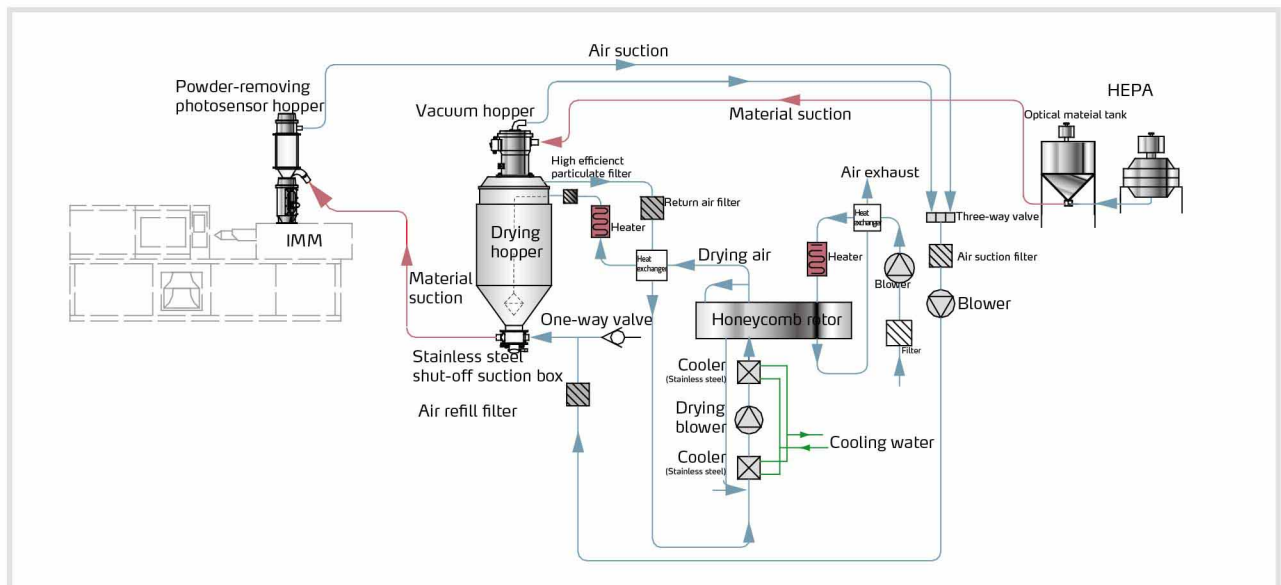 Air suction
Powder-removing
photosensor hopper
Vacuum hopper
Material suction
HEPA
Optical mateial tank
High efficienct
particulate filter
Air exhaust
Return air filter
Heat
exchanger
Three-way valve
Heater
Drying
hopper
IMM
Heat
exchanger
Drying air
Heater
Air suction filter
Blower
Material
suction
Blower
One-way valve
Honeycomb rotor
Filter
Stainless steel
shut-off suction box
Cooler
(Stainless steel)
Air refill filter
Drying
blower
Cooling water
Cooler
(Stainless steel)